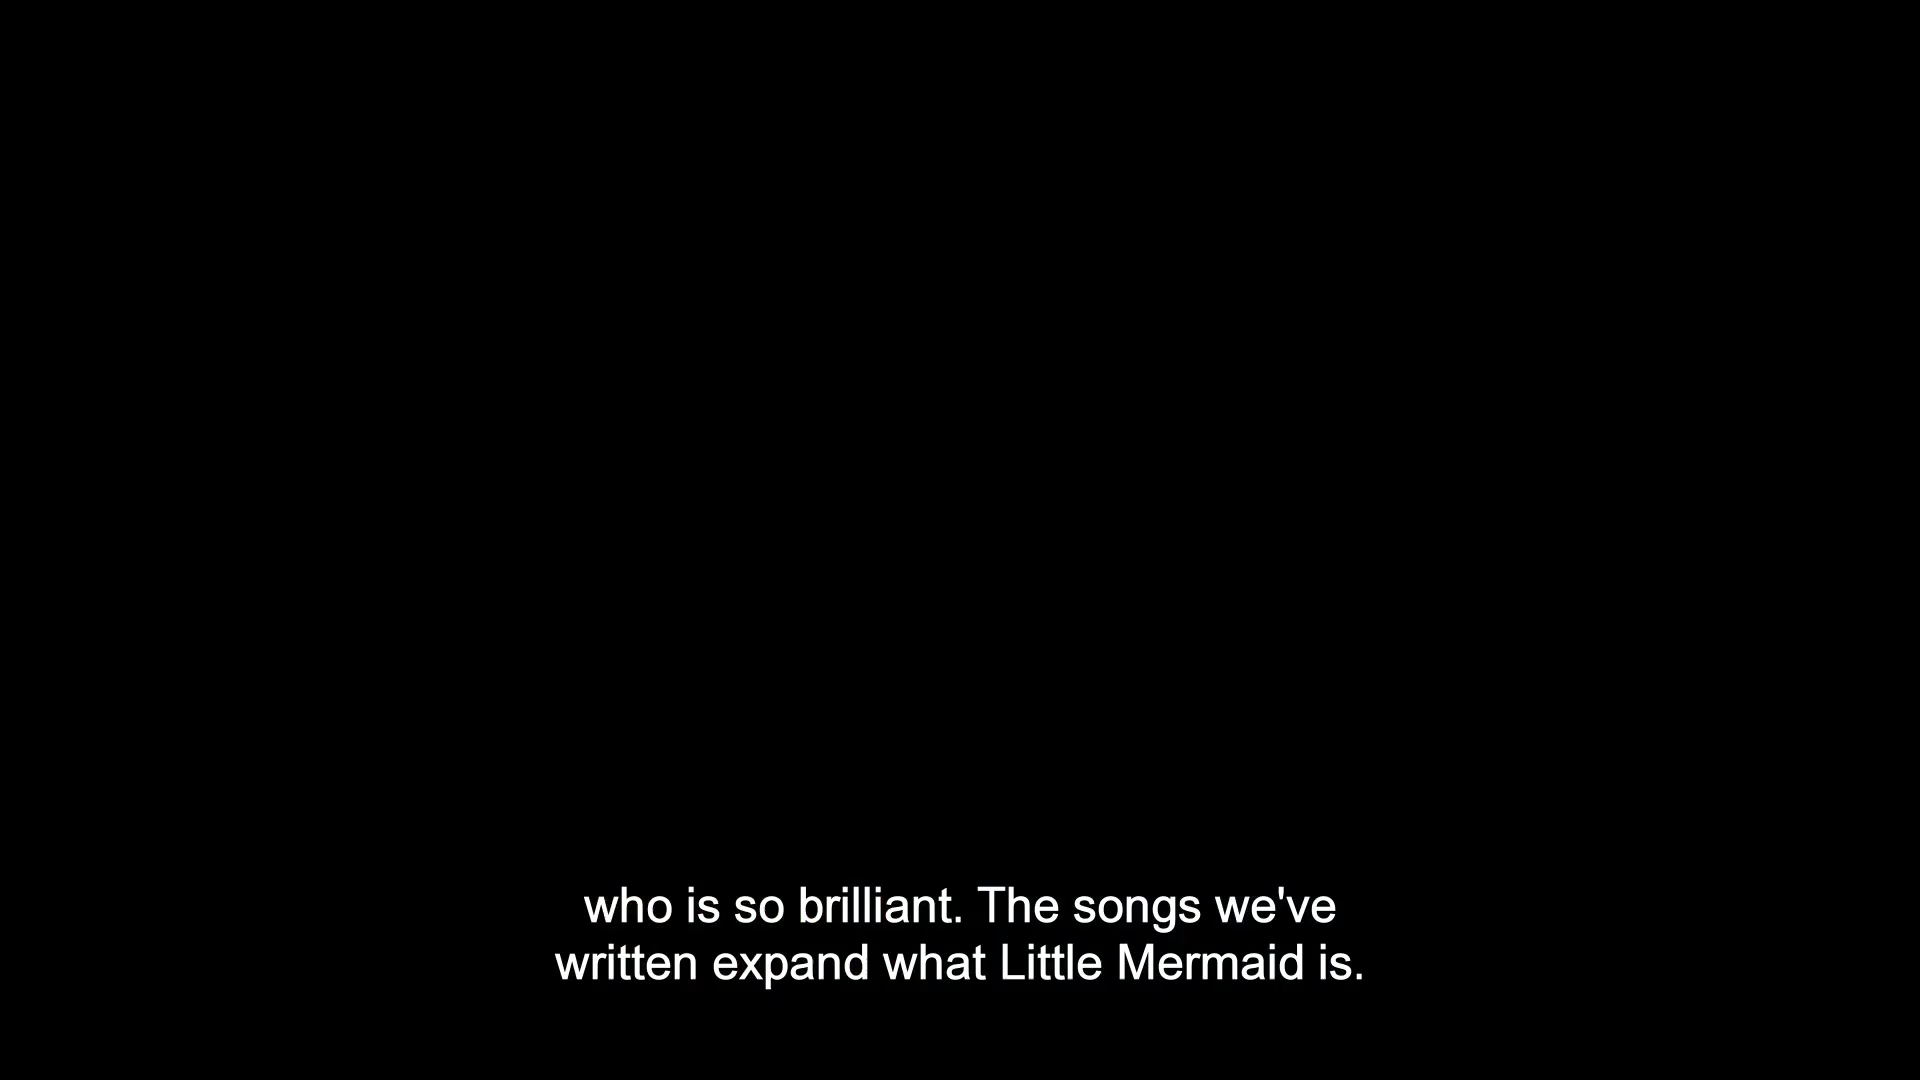 who is so brilliant. The songs we've
written expand what Little Mermaid is.